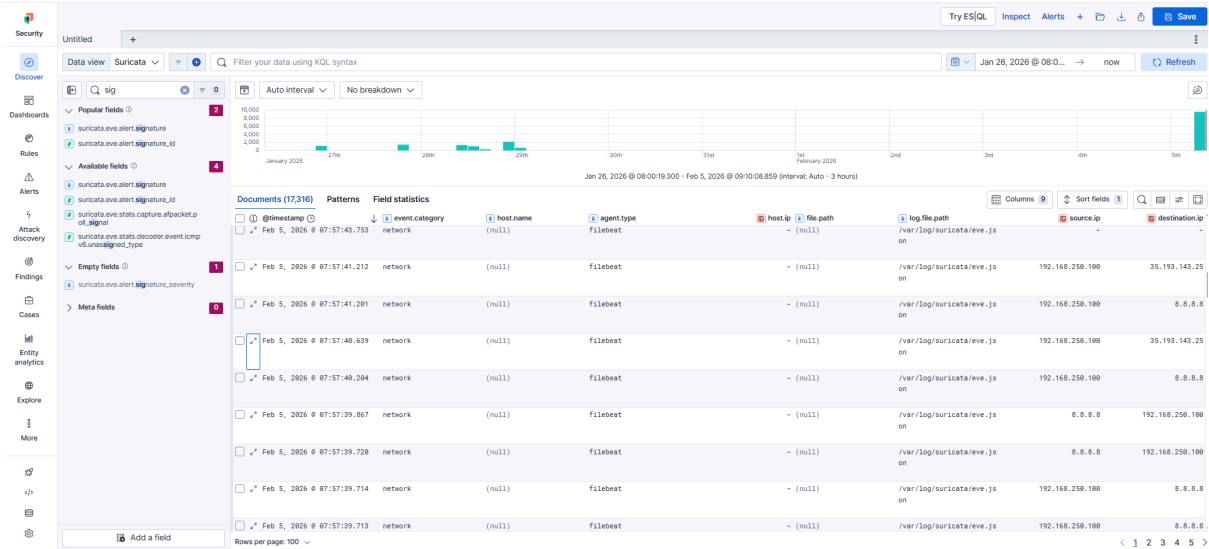 Try ES|QL Inspect Alerts + Save
Security
Untitled +
Data view Suricata Filter your data using KQL syntax Jan 26, 2026 @ 08:0... → now Refresh
Discover
Dashboards
Rules
Alerts
Attack
discovery
Findings
Cases
Entity
analytics
Explore
More
sig 0
Popular fields 2
suricata.eve.alert.signature
suricata.eve.alert.signature_id
Available fields 4
suricata.eve.alert.signature
suricata.eve.alert.signature_id
suricata.eve.stats.capture.afpacket.p
oll_signal
suricata.eve.stats.decoder.event.icmp
v6.unassigned_type
Empty fields 1
suricata.eve.alert.signature_severity
Meta fields 0
Add a field
Auto interval No breakdown
10,000
8,000
6,000
4,000
2,000
0
27th 28th 29th 30th 31st 1st 2nd 3rd 4th 5th
January 2026 February 2026
Jan 26, 2026 @ 08:00:19.300 - Feb 5, 2026 @ 09:10:08.859 (interval: Auto - 3 hours)
Documents (17,316) Patterns Field statistics Columns 9 Sort fields 1
@timestamp event.category host.name agent.type host.ip file.path log.file.path source.ip destination.ip
Feb 5, 2026 @ 07:57:43.753 network (null) filebeat - (null) /var/log/suricata/eve.js - -
on
Feb 5, 2026 @ 07:57:41.212 network (null) filebeat - (null) /var/log/suricata/eve.js 192.168.250.100 35.193.143.25
on
Feb 5, 2026 @ 07:57:41.201 network (null) filebeat - (null) /var/log/suricata/eve.js 192.168.250.100 8.8.8.8
on
Feb 5, 2026 @ 07:57:40.639 network (null) filebeat - (null) /var/log/suricata/eve.js 192.168.250.100 35.193.143.25
on
Feb 5, 2026 @ 07:57:40.204 network (null) filebeat - (null) /var/log/suricata/eve.js 192.168.250.100 8.8.8.8
on
Feb 5, 2026 @ 07:57:39.867 network (null) filebeat - (null) /var/log/suricata/eve.js 8.8.8.8 192.168.250.100
on
Feb 5, 2026 @ 07:57:39.720 network (null) filebeat - (null) /var/log/suricata/eve.js 8.8.8.8 192.168.250.100
on
Feb 5, 2026 @ 07:57:39.714 network (null) filebeat - (null) /var/log/suricata/eve.js 192.168.250.100 8.8.8.8
on
Feb 5, 2026 @ 07:57:39.713 network (null) filebeat - (null) /var/log/suricata/eve.js 192.168.250.100 8.8.8.8
Rows per page: 100 1 2 3 4 5